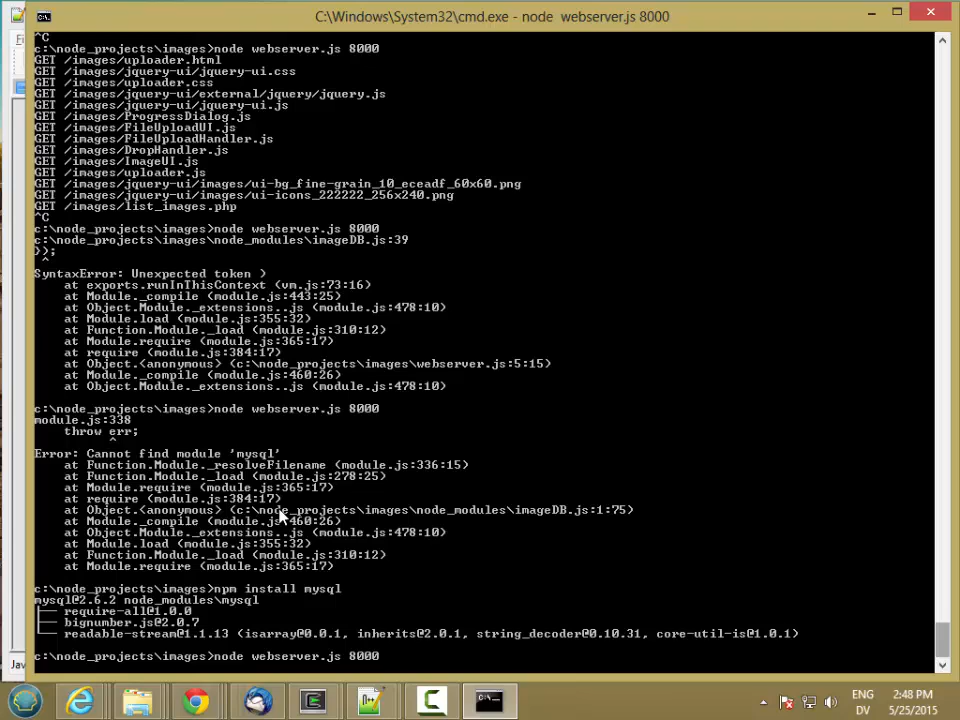 C:\Windows\System32\cmd.exe - node  webserver.js 8000
^C
c:\node_projects\images>node webserver.js 8000
GET /images/uploader.html
GET /images/jquery-ui/jquery-ui.css
GET /images/uploader.css
GET /images/jquery-ui/external/jquery/jquery.js
GET /images/jquery-ui/jquery-ui.js
GET /images/ProgressDialog.js
GET /images/FileUploadUI.js
GET /images/FileUploadHandler.js
GET /images/DropHandler.js
GET /images/ImageUI.js
GET /images/uploader.js
GET /images/jquery-ui/images/ui-bg_fine-grain_10_eceadf_60x60.png
GET /images/jquery-ui/images/ui-icons_222222_256x240.png
GET /images/list_images.php
^C
c:\node_projects\images>node webserver.js 8000
c:\node_projects\images\node_modules\imageDB.js:39
});
 ^
SyntaxError: Unexpected token )
    at exports.runInThisContext (vm.js:73:16)
    at Module._compile (module.js:443:25)
    at Object.Module._extensions..js (module.js:478:10)
    at Module.load (module.js:355:32)
    at Function.Module._load (module.js:310:12)
    at Module.require (module.js:365:17)
    at require (module.js:384:17)
    at Object.<anonymous> (c:\node_projects\images\webserver.js:5:15)
    at Module._compile (module.js:460:26)
    at Object.Module._extensions..js (module.js:478:10)
c:\node_projects\images>node webserver.js 8000
module.js:338
    throw err;
          ^
Error: Cannot find module 'mysql'
    at Function.Module._resolveFilename (module.js:336:15)
    at Function.Module._load (module.js:278:25)
    at Module.require (module.js:365:17)
    at require (module.js:384:17)
    at Object.<anonymous> (c:\node_projects\images\node_modules\imageDB.js:1:75)
    at Module._compile (module.js:460:26)
    at Object.Module._extensions..js (module.js:478:10)
    at Module.load (module.js:355:32)
    at Function.Module._load (module.js:310:12)
    at Module.require (module.js:365:17)
c:\node_projects\images>npm install mysql
mysql@2.6.2 node_modules\mysql
├── require-all@1.0.0
├── bignumber.js@2.0.7
└── readable-stream@1.1.13 (isarray@0.0.1, inherits@2.0.1, string_decoder@0.10.31, core-util-is@1.0.1)
c:\node_projects\images>node webserver.js 8000
Jav
ENG
DV
2:48 PM
5/25/2015